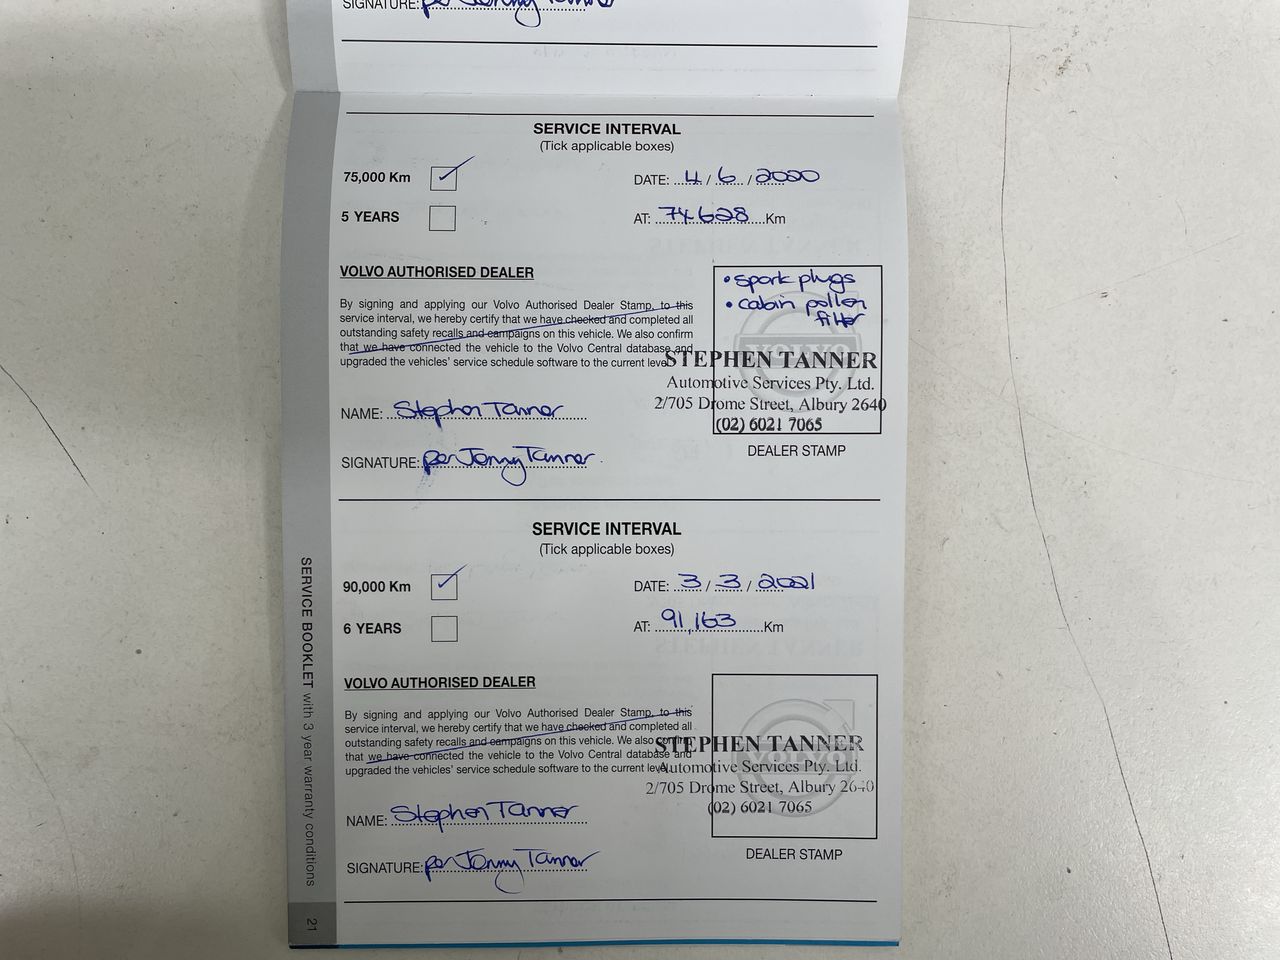 SIGNATURE: per Jonny Tanner
SERVICE INTERVAL
(Tick applicable boxes)
75,000 Km
DATE: 4/6/2020
5 YEARS
AT: 74628 Km
VOLVO AUTHORISED DEALER
By signing and applying our Volvo Authorised Dealer Stamp, to this
service interval, we hereby certify that we have checked and completed all
outstanding safety recalls and campaigns on this vehicle. We also confirm
that we have connected the vehicle to the Volvo Central database and
upgraded the vehicles' service schedule software to the current level.
• spark plugs
• cabin pollen
filter
VOLVO
STEPHEN TANNER
Automotive Services Pty. Ltd.
2/705 Drome Street, Albury 2640
(02) 6021 7065
NAME: Stephen Tanner
SIGNATURE: per Jonny Tanner
DEALER STAMP
SERVICE INTERVAL
(Tick applicable boxes)
90,000 Km
DATE: 3/3/2021
6 YEARS
AT: 91,163 Km
VOLVO AUTHORISED DEALER
By signing and applying our Volvo Authorised Dealer Stamp, to this
service interval, we hereby certify that we have checked and completed all
outstanding safety recalls and campaigns on this vehicle. We also confirm
that we have connected the vehicle to the Volvo Central database and
upgraded the vehicles' service schedule software to the current level.
VOLVO
STEPHEN TANNER
Automotive Services Pty. Ltd.
2/705 Drome Street, Albury 2640
(02) 6021 7065
NAME: Stephen Tanner
SIGNATURE: per Jonny Tanner
DEALER STAMP
SERVICE BOOKLET with 3 year warranty conditions
21